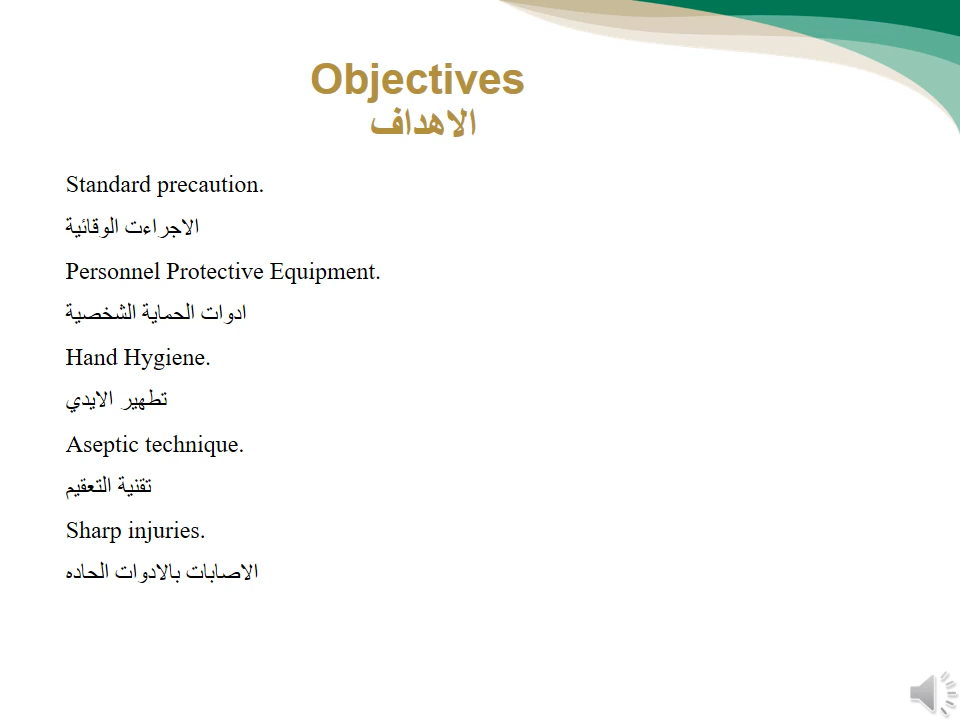 Objectives
الاهداف
Standard precaution.
الاجراءت الوقائية
Personnel Protective Equipment.
ادوات الحماية الشخصية
Hand Hygiene.
تطهير الايدي
Aseptic technique.
تقنية التعقيم
Sharp injuries.
الاصابات بالادوات الحاده